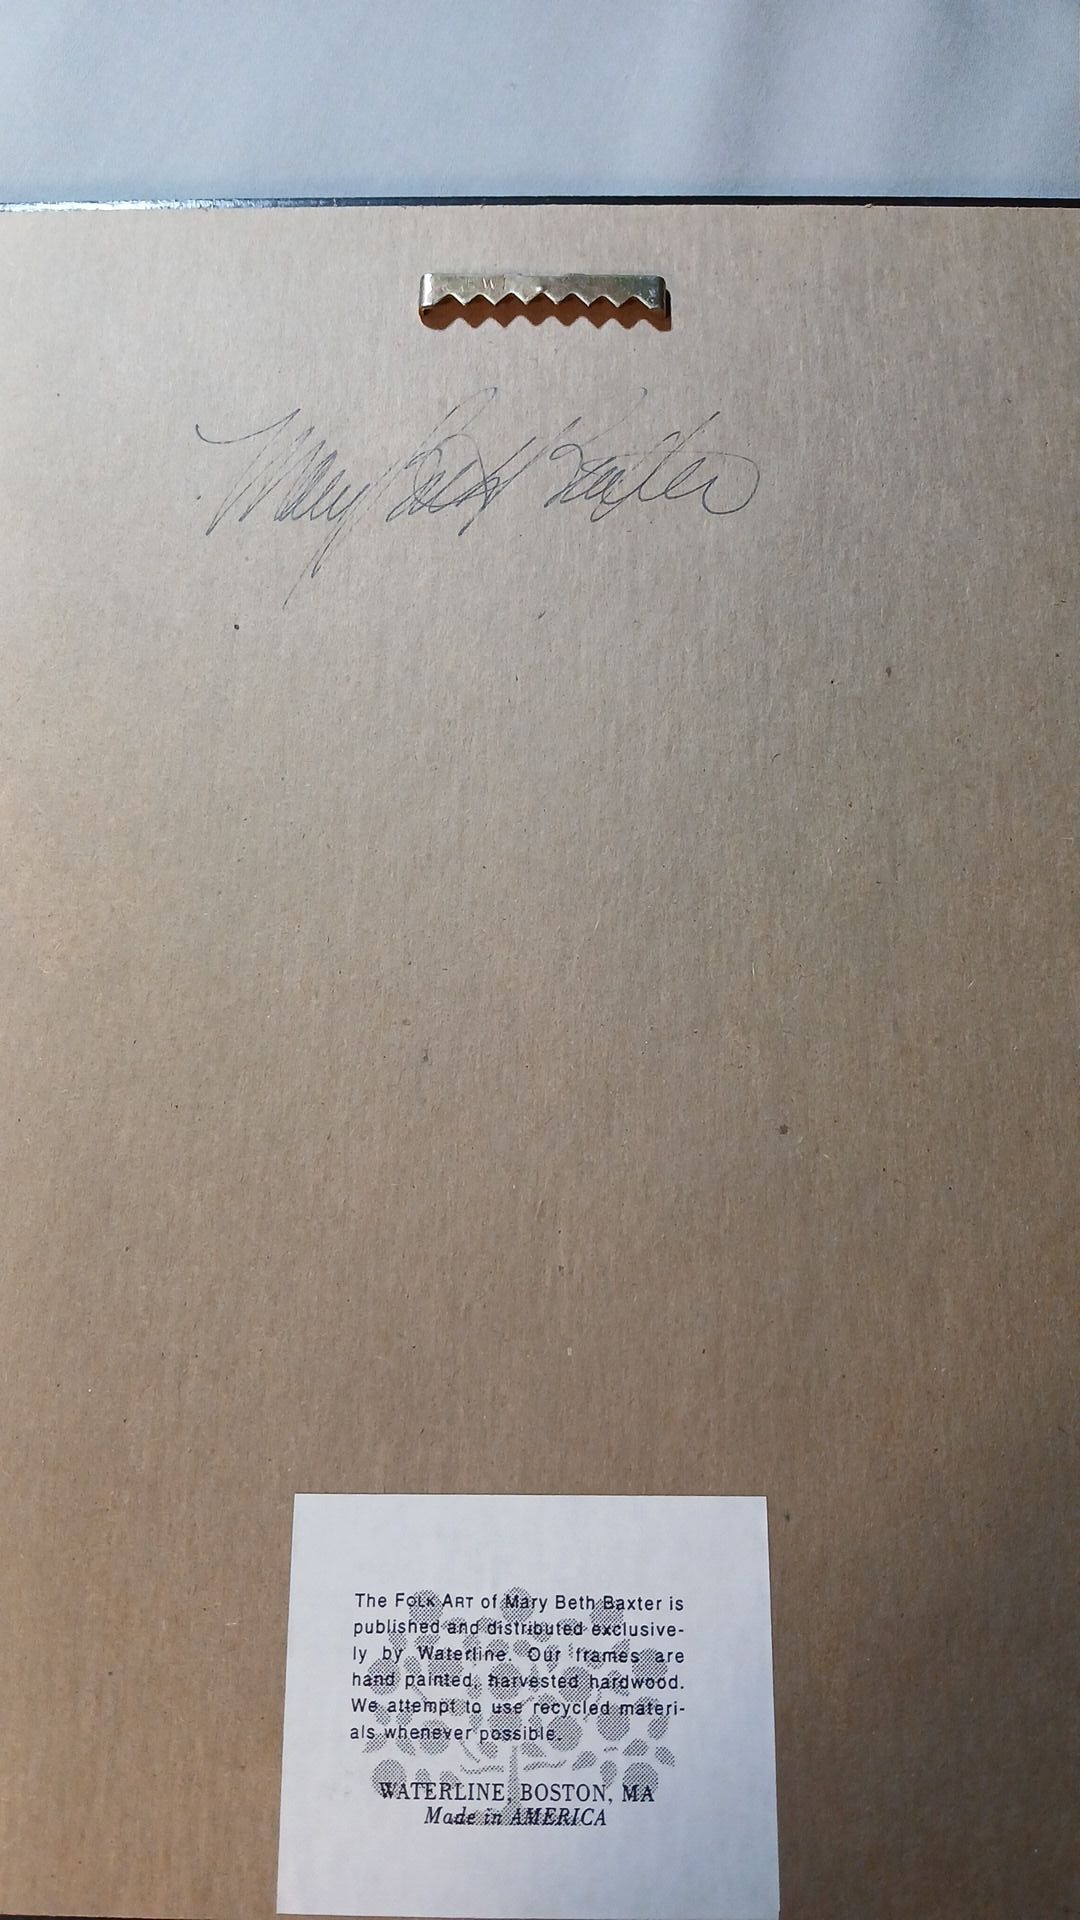 Mary Beth Baxter
The FOLK ART of Mary Beth Baxter is
published and distributed exclusive-
ly by Waterline. Our frames are
hand painted, harvested hardwood.
We attempt to use recycled materi-
als whenever possible.
WATERLINE, BOSTON, MA
Made in AMERICA